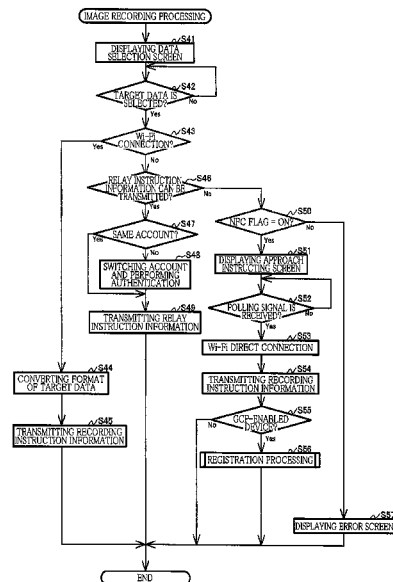 IMAGE RECORDING PROCESSING
S41
DISPLAYING DATA
SELECTION SCREEN
S42
TARGET DATA IS
SELECTED?
No
Yes
S43
Wi-Fi
CONNECTION?
Yes
No
S46
RELAY INSTRUCTION
INFORMATION CAN BE
TRANSMITTED?
No
Yes
S50
NFC FLAG = ON?
No
Yes
S47
SAME ACCOUNT?
Yes
No
S51
DISPLAYING APPROACH
INSTRUCTING SCREEN
S48
SWITCHING ACCOUNT
AND PERFORMING
AUTHENTICATION
S52
POLLING SIGNAL IS
RECEIVED?
No
Yes
S49
TRANSMITTING RELAY
INSTRUCTION INFORMATION
S53
Wi-Fi DIRECT CONNECTION
S54
TRANSMITTING RECORDING
INSTRUCTION INFORMATION
S44
CONVERTING FORMAT
OF TARGET DATA
S55
GCP-ENABLED
DEVICE?
No
Yes
S45
TRANSMITTING RECORDING
INSTRUCTION INFORMATION
S56
REGISTRATION PROCESSING
S57
DISPLAYING ERROR SCREEN
END